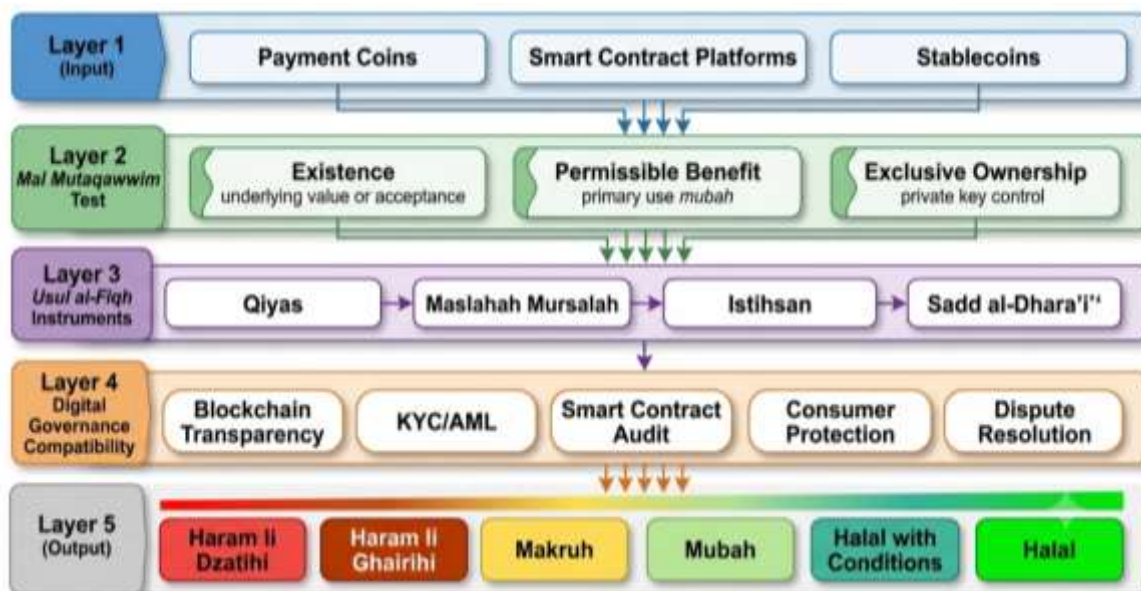 Layer 1
(Input)
Payment Coins
Smart Contract Platforms
Stablecoins
Layer 2
Mal Mutaqawwim
Test
Existence
underlying value or acceptance
Permissible Benefit
primary use mubah
Exclusive Ownership
private key control
Layer 3
Usul al-Fiqh
Instruments
Qiyas
Maslahah Mursalah
Istihsan
Sadd al-Dhara'i'‘
Layer 4
Digital
Governance
Compatibility
Blockchain
Transparency
KYC/AML
Smart Contract
Audit
Consumer
Protection
Dispute
Resolution
Layer 5
(Output)
Haram li
Dzatihi
Haram li
Ghairihi
Makruh
Mubah
Halal with
Conditions
Halal